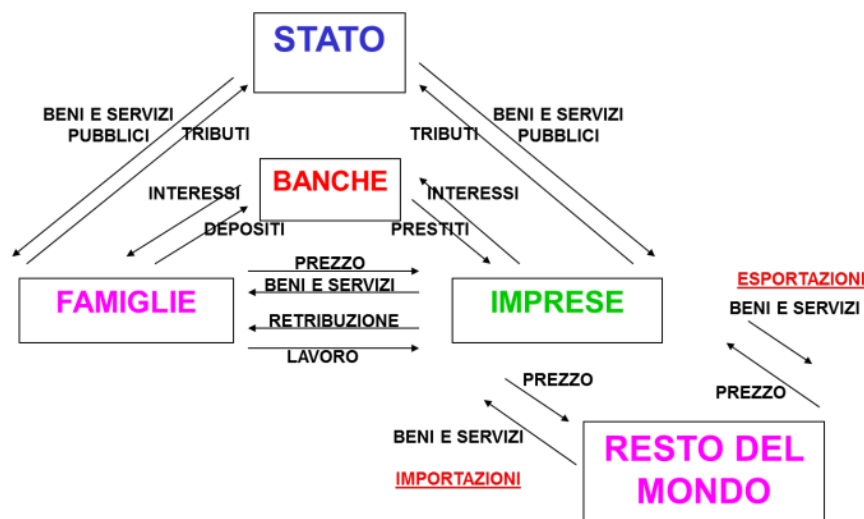 STATO
BENI E SERVIZI
PUBBLICI
TRIBUTI
TRIBUTI
BENI E SERVIZI
PUBBLICI
BANCHE
INTERESSI
INTERESSI
DEPOSITI
PRESTITI
FAMIGLIE
PREZZO
BENI E SERVIZI
RETRIBUZIONE
LAVORO
IMPRESE
ESPORTAZIONI
BENI E SERVIZI
PREZZO
PREZZO
BENI E SERVIZI
IMPORTAZIONI
RESTO DEL
MONDO